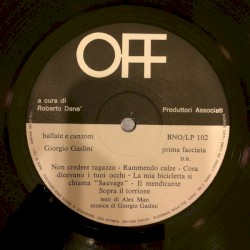 OFF
a cura di
Roberto Dana'
Produttori Associati
ballate e canzoni
BNO/LP 102
Giorgio Gaslini
prima facciata
D.R.
Non credere ragazzo - Rammendo calze - Cosa
dicevano i tuoi occhi - La mia bicicletta si
chiama "Sauvage" - Il mendicante
Sopra il torrione
testi di Alex Man
musica di Giorgio Gaslini